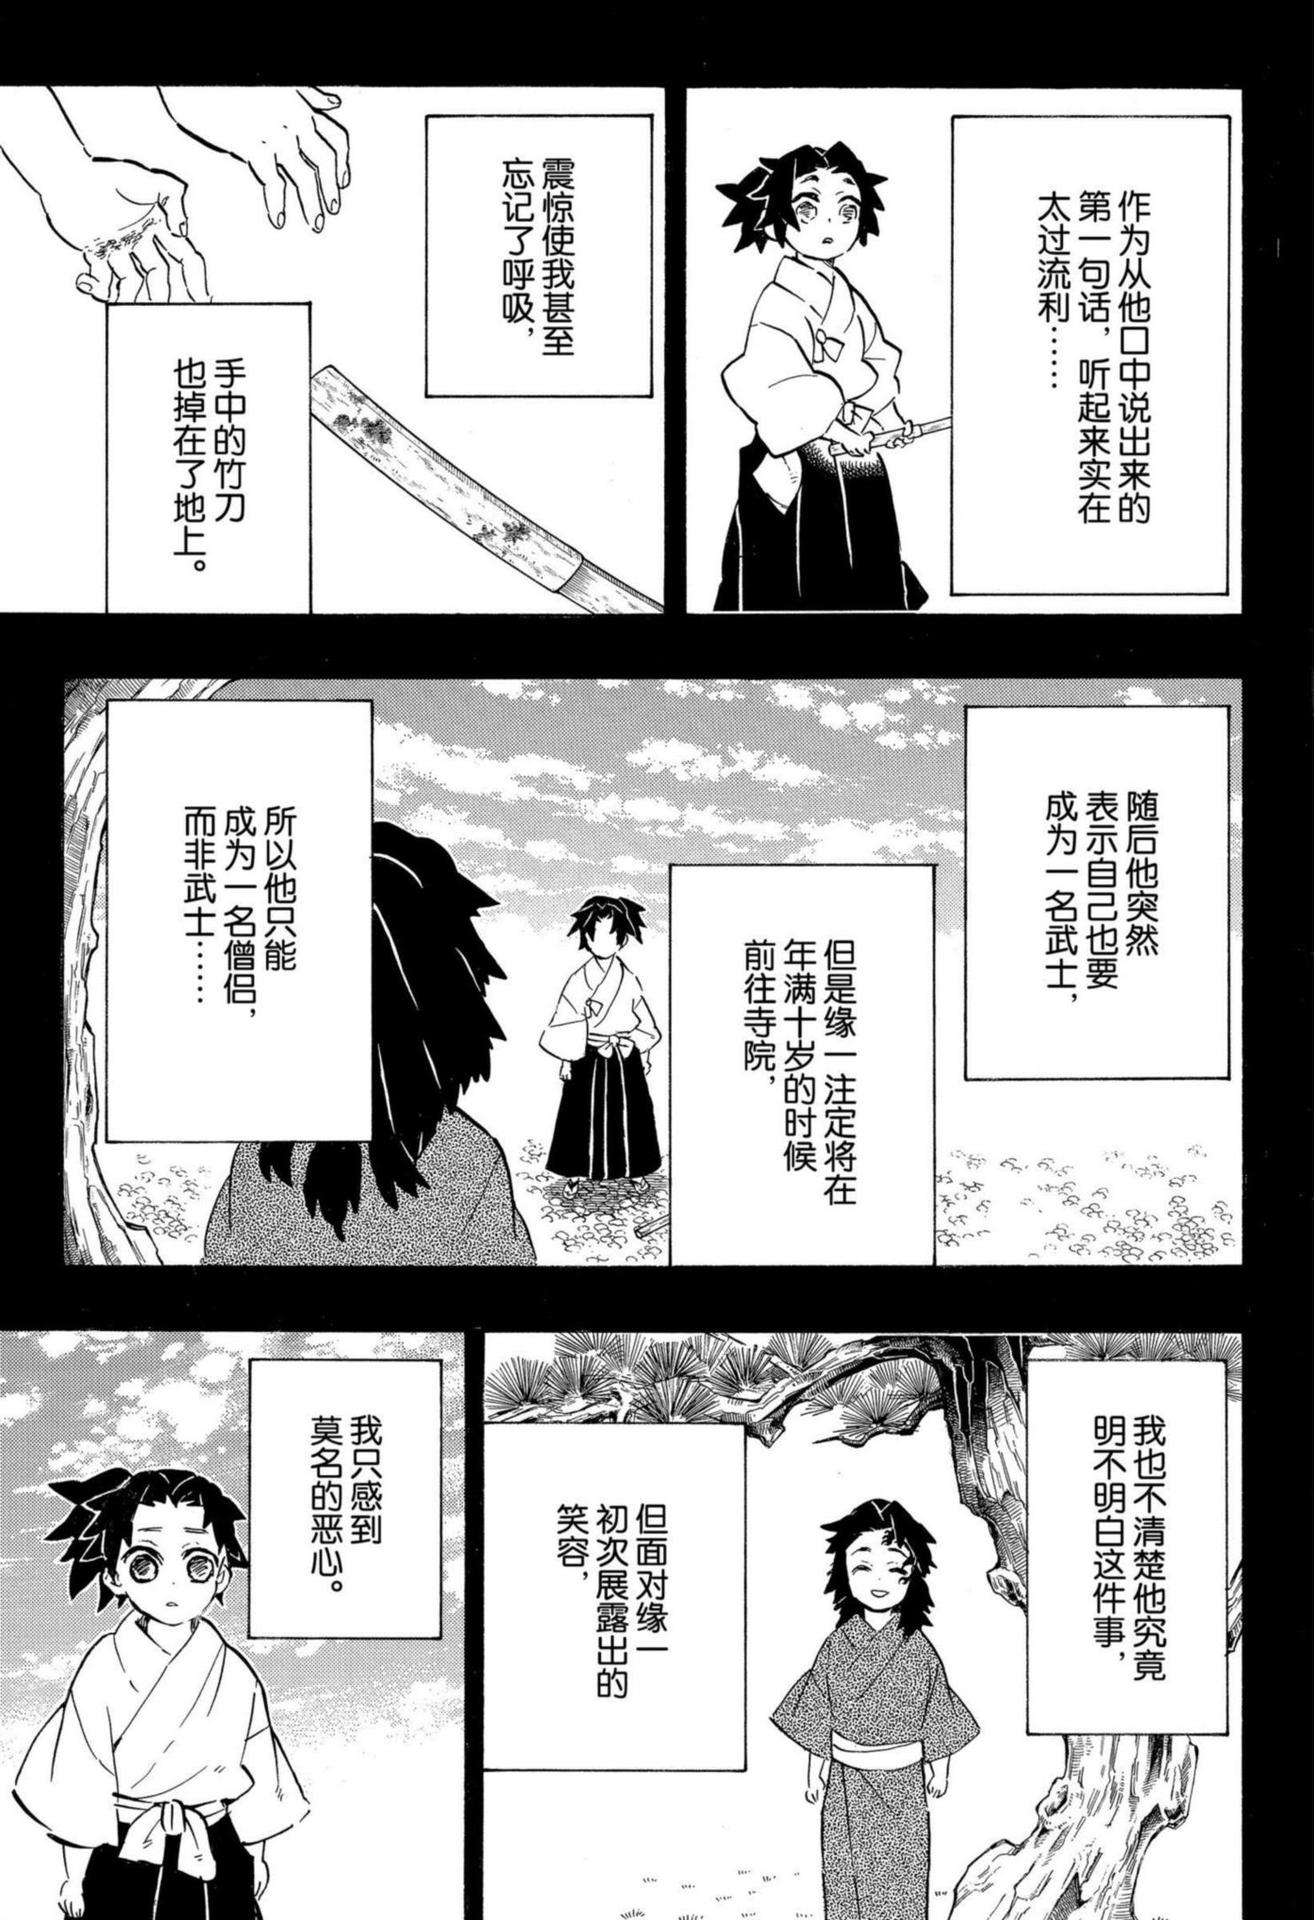 作为从他口中说出来的
第一句话，听起来实在
太过流利……
震惊使我甚至
忘记了呼吸，
手中的竹刀
也掉在了地上。
随后他突然
表示自己也要
成为一名武士，
但是缘一注定将在
年满十岁的时候
前往寺院，
所以他只能
成为一名僧侣，
而非武士……
我也不清楚他究竟
明不明白这件事，
但面对缘一
初次展露出的
笑容，
我只感到
莫名的恶心。